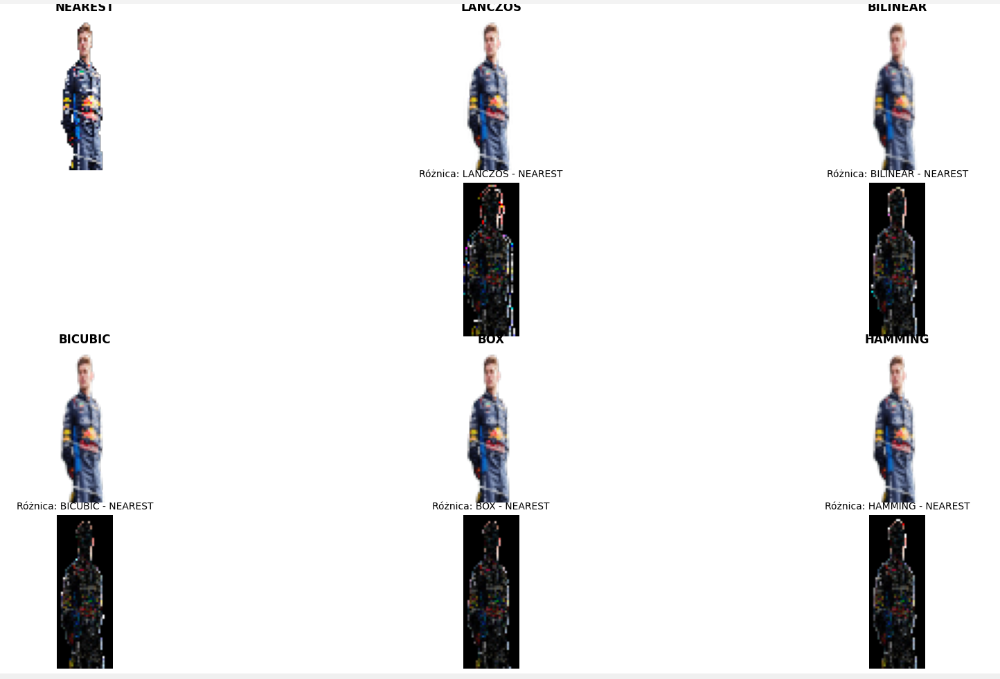 NEAREST
LANCZOS
BILINEAR
Różnica: LANCZOS - NEAREST
Różnica: BILINEAR - NEAREST
BICUBIC
BOX
HAMMING
Różnica: BICUBIC - NEAREST
Różnica: BOX - NEAREST
Różnica: HAMMING - NEAREST